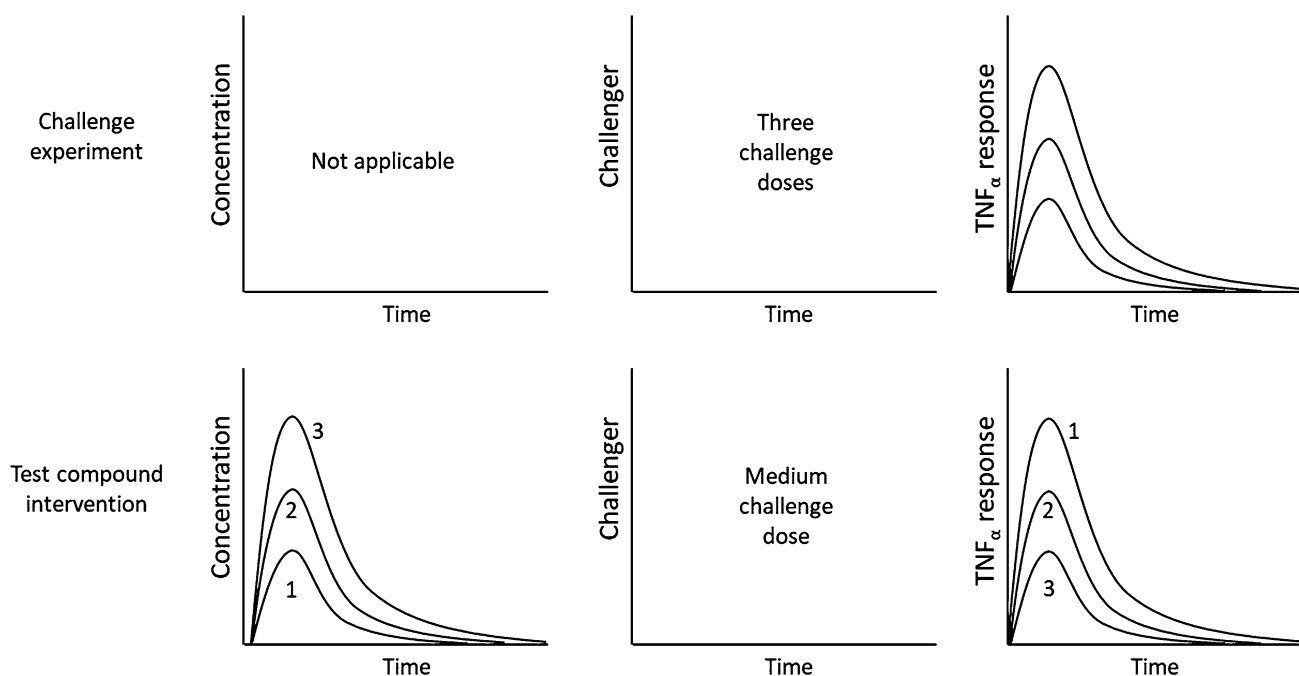 Challenge
experiment
Concentration
Not applicable
Time
Challenger
Three
challenge
doses
Time
TNFα response
Time
Test compound
intervention
Concentration
3
2
1
Time
Challenger
Medium
challenge
dose
Time
TNFα response
1
2
3
Time